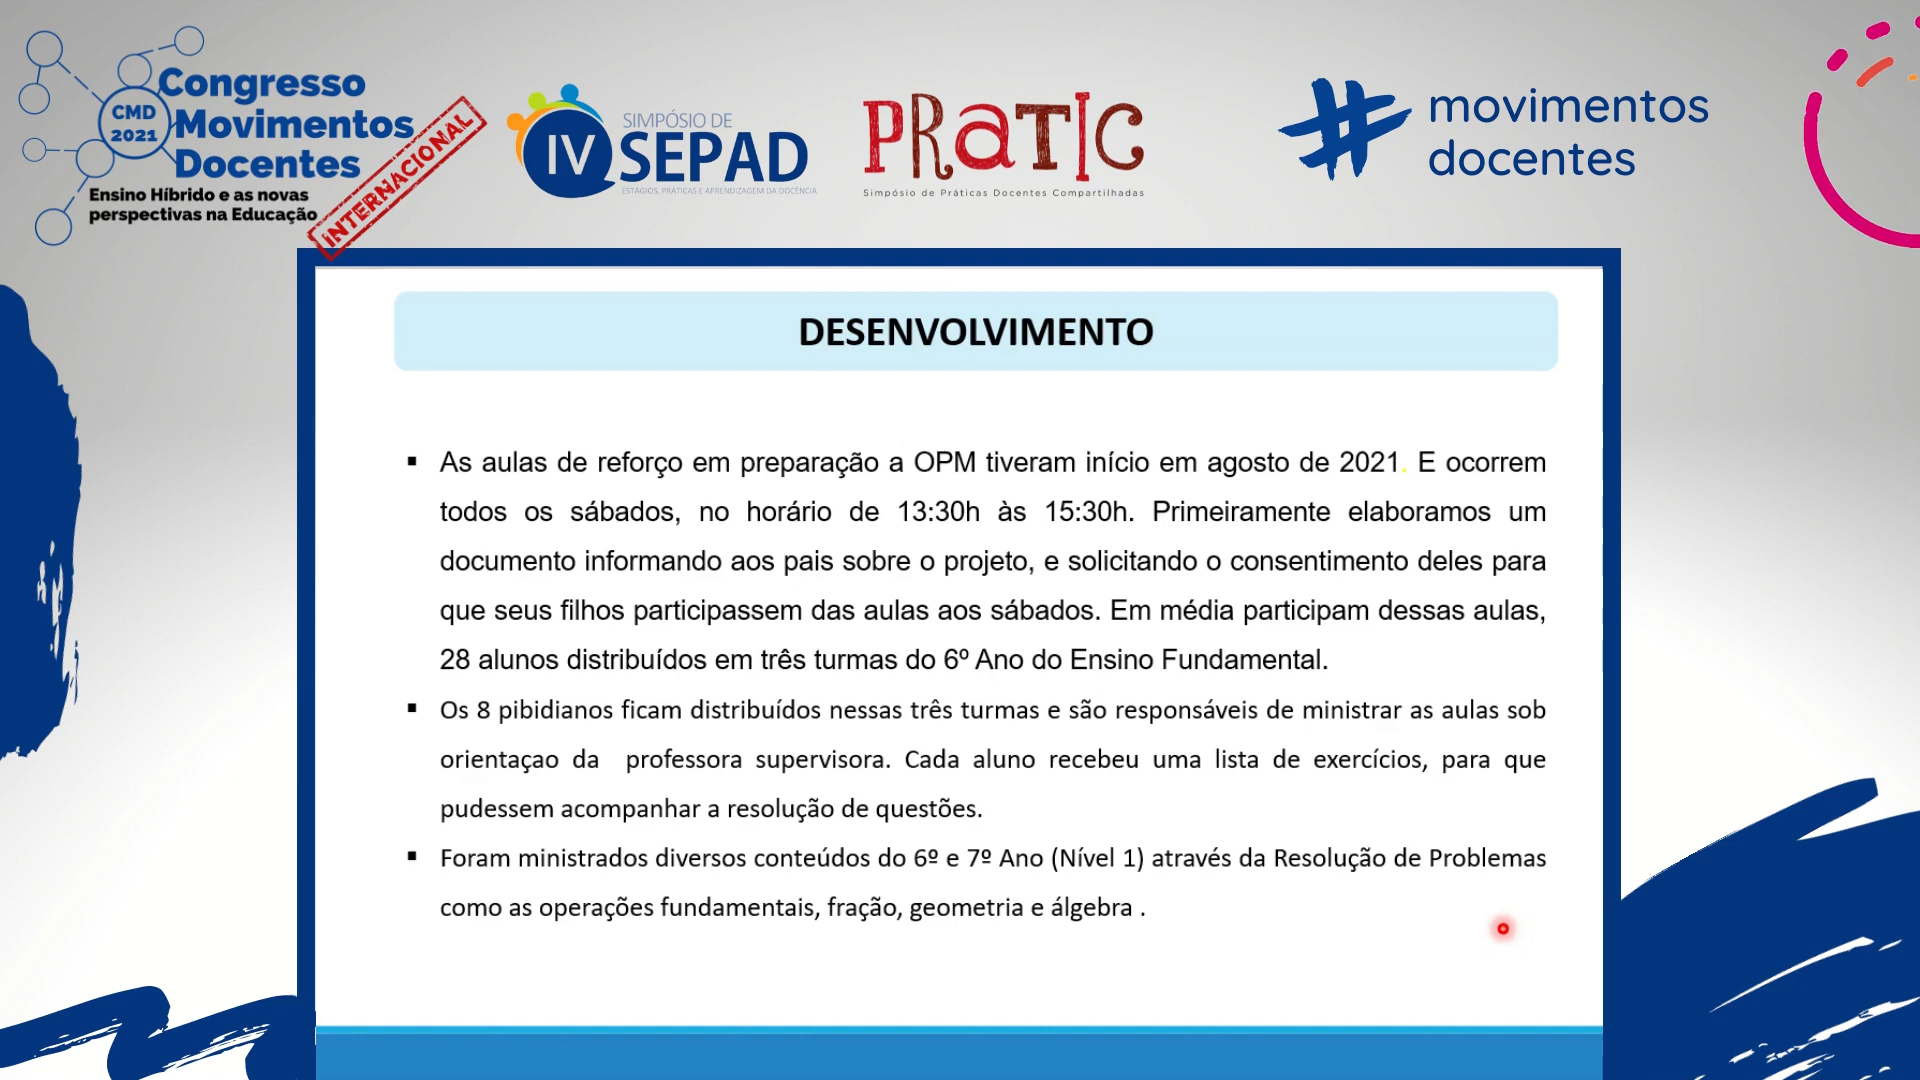 CMD
2021
Congresso
Movimentos
Docentes
Ensino Híbrido e as novas
perspectivas na Educação
INTERNACIONAL
IV
SIMPÓSIO DE
SEPAD
ESTÁGIOS, PRÁTICAS E APRENDIZAGEM DA DOCÊNCIA
PRATIC
Simpósio de Práticas Docentes Compartilhadas
# movimentos
docentes
DESENVOLVIMENTO
▪ As aulas de reforço em preparação a OPM tiveram início em agosto de 2021. E ocorrem
todos os sábados, no horário de 13:30h às 15:30h. Primeiramente elaboramos um
documento informando aos pais sobre o projeto, e solicitando o consentimento deles para
que seus filhos participassem das aulas aos sábados. Em média participam dessas aulas,
28 alunos distribuídos em três turmas do 6º Ano do Ensino Fundamental.
▪ Os 8 pibidianos ficam distribuídos nessas três turmas e são responsáveis de ministrar as aulas sob
orientaçao da professora supervisora. Cada aluno recebeu uma lista de exercícios, para que
pudessem acompanhar a resolução de questões.
▪ Foram ministrados diversos conteúdos do 6º e 7º Ano (Nível 1) através da Resolução de Problemas
como as operações fundamentais, fração, geometria e álgebra .